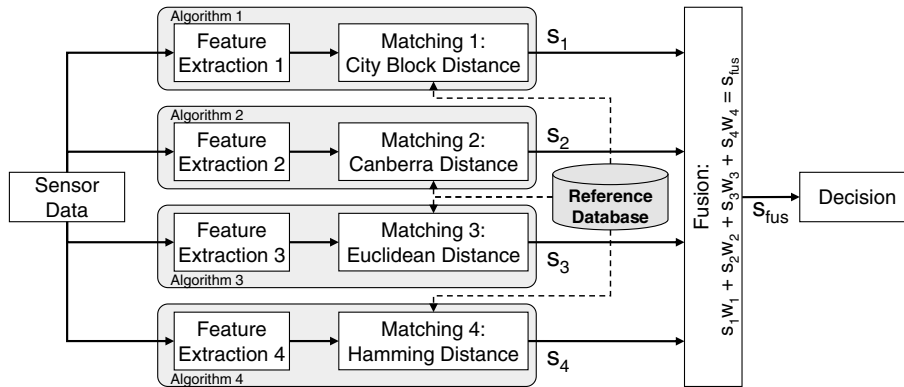 Algorithm 1
Feature
Extraction 1
Matching 1:
City Block Distance
s1
Algorithm 2
Feature
Extraction 2
Matching 2:
Canberra Distance
s2
Sensor
Data
Reference
Database
Feature
Extraction 3
Matching 3:
Euclidean Distance
s3
Algorithm 3
Feature
Extraction 4
Matching 4:
Hamming Distance
s4
Algorithm 4
Fusion:
s1w1 + s2w2 + s3w3 + s4w4 = sfus
sfus
Decision